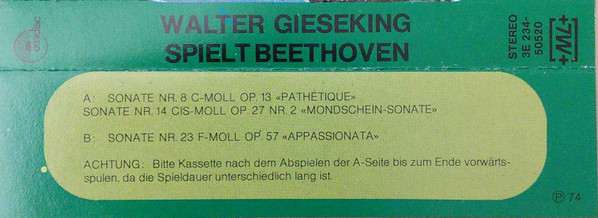 WALTER GIESEKING
SPIELT BEETHOVEN
STEREO
3E 234-
50520
A: SONATE NR. 8 C-MOLL OP. 13 «PATHÉTIQUE»
SONATE NR. 14 CIS-MOLL OP. 27 NR. 2 «MONDSCHEIN-SONATE»
B: SONATE NR. 23 F-MOLL OP. 57 «APPASSIONATA»
ACHTUNG: Bitte Kassette nach dem Abspielen der A-Seite bis zum Ende vorwärts-
spulen, da die Spieldauer unterschiedlich lang ist.
Ⓟ 74